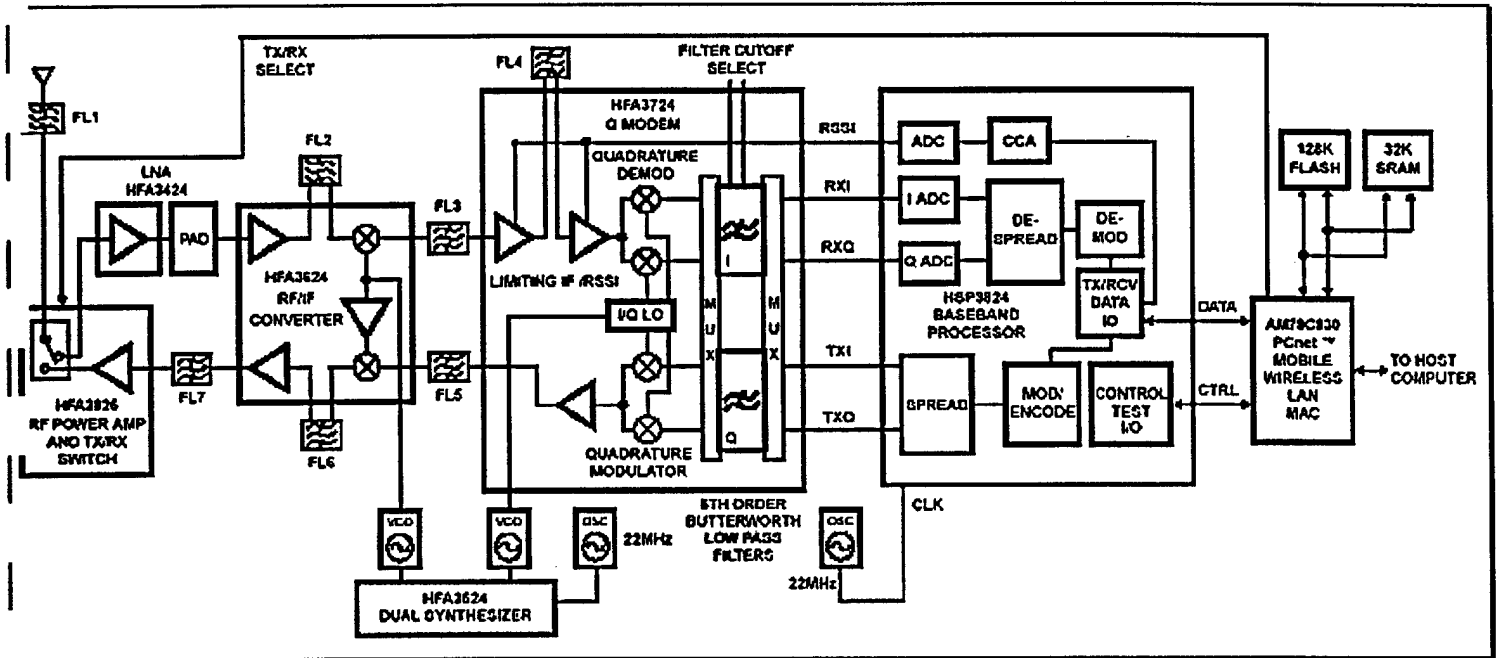 TX/RX
SELECT
FL1
FL2
FL3
FL4
FILTER CUTOFF
SELECT
HFA3724
Q MODEM
QUADRATURE
DEMOD
RSSI
ADC
CCA
128K
FLASH
32K
SRAM
LNA
HFA3424
PAD
RXI
I ADC
DE-
SPREAD
DE-
MOD
RXQ
Q ADC
LIMITING IF /RSSI
I
HFA3624
RF/IF
CONVERTER
I/Q LO
M
U
X
M
U
X
HSP3824
BASEBAND
PROCESSOR
TX/RCV
DATA
IO
DATA
AM79C930
PCnet ™
MOBILE
WIRELESS
LAN
MAC
TO HOST
COMPUTER
TXI
FL7
FL5
SPREAD
MOD/
ENCODE
CONTROL
TEST
I/O
CTRL
TXQ
Q
RF POWER AMP
AND TX/RX
SWITCH
FL6
QUADRATURE
MODULATOR
5TH ORDER
BUTTERWORTH
LOW PASS
FILTERS
CLK
VCO
VCO
OSC
22MHz
OSC
22MHz
HFA3524
DUAL SYNTHESIZER